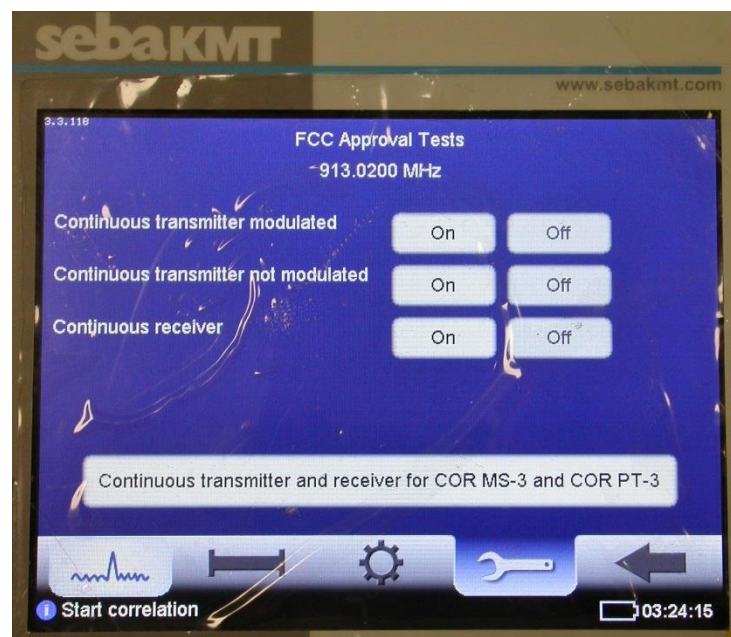 sebaKMT
www.sebakmt.com
3.3.118
FCC Approval Tests
913.0200 MHz
Continuous transmitter modulated On Off
Continuous transmitter not modulated On Off
Continuous receiver On Off
Continuous transmitter and receiver for COR MS-3 and COR PT-3
Start correlation 03:24:15